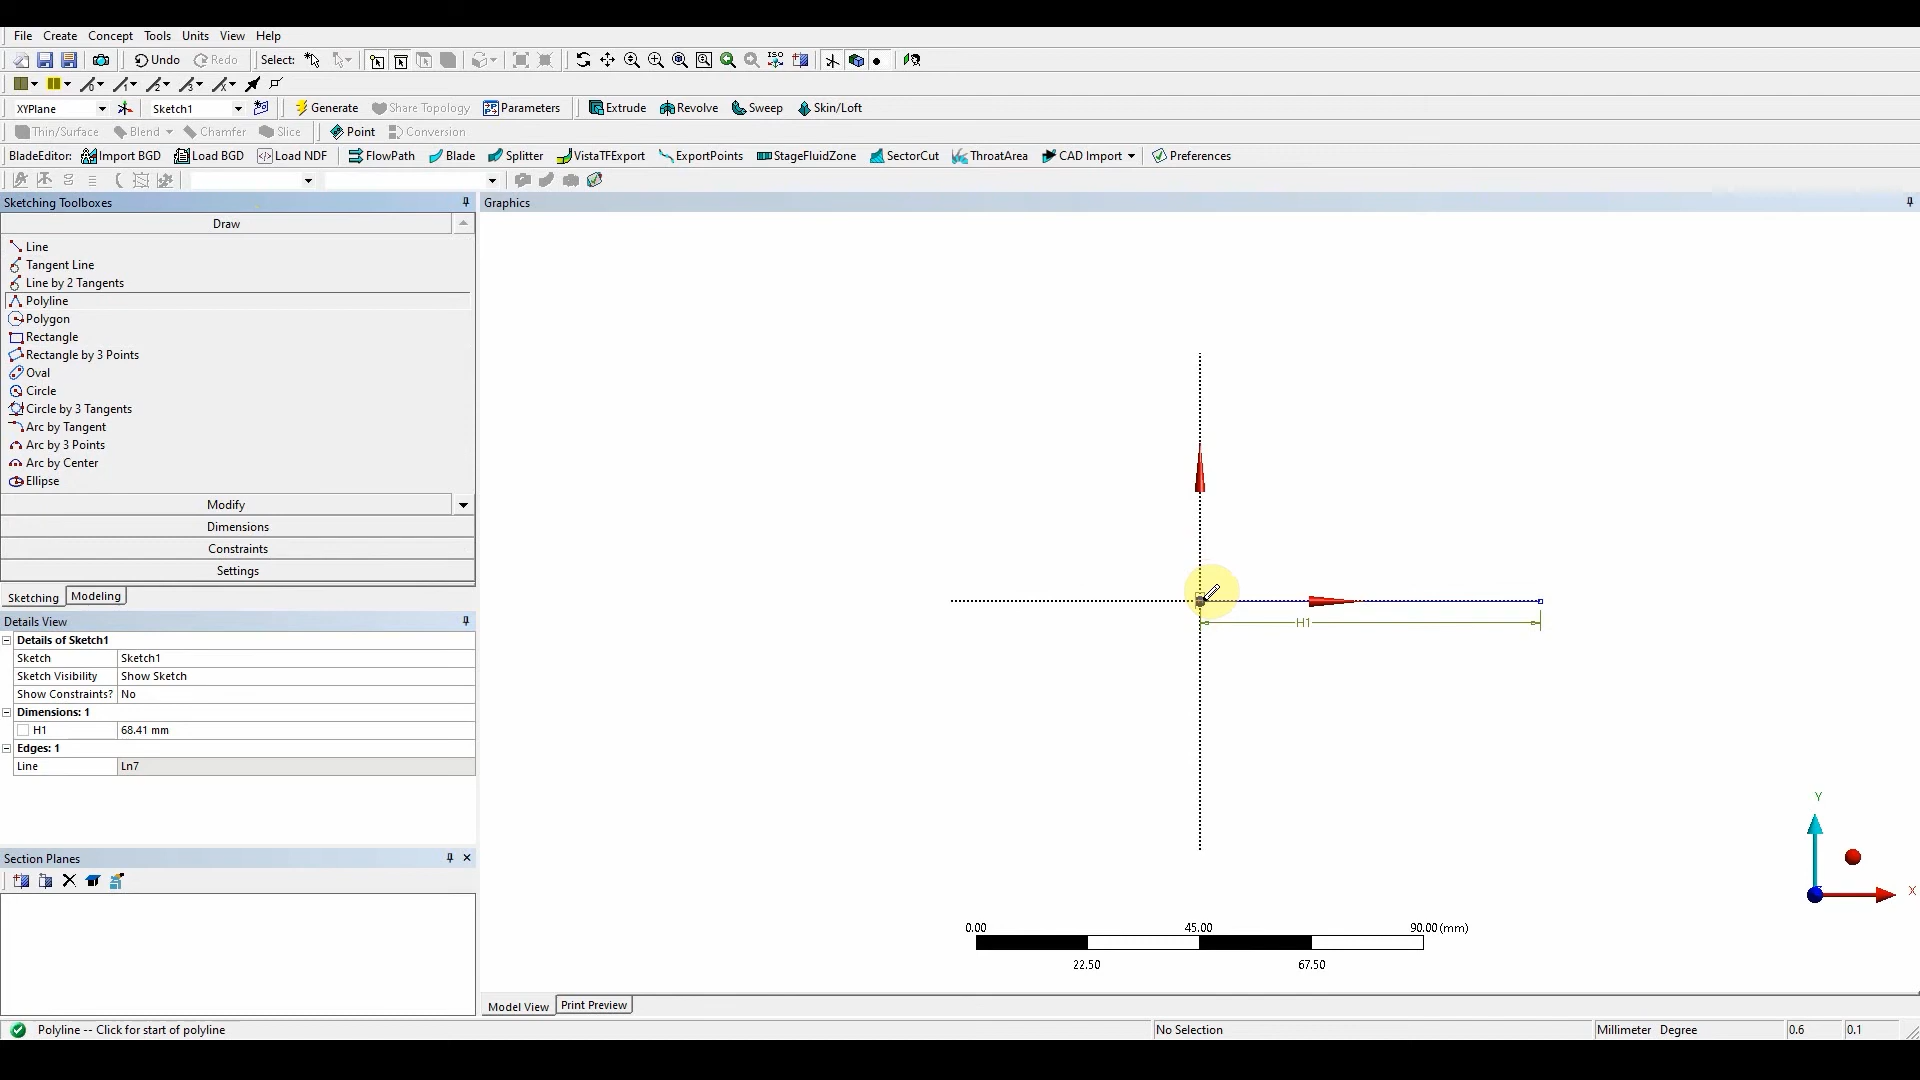 File Create Concept Tools Units View Help
Undo Redo Select: ISO
XYPlane Sketch1 Generate Share Topology Parameters Extrude Revolve Sweep Skin/Loft
Thin/Surface Blend Chamfer Slice Point Conversion
BladeEditor: Import BGD Load BGD Load NDF FlowPath Blade Splitter VistaTFExport ExportPoints StageFluidZone SectorCut ThroatArea CAD Import Preferences
Sketching Toolboxes
Draw
Line
Tangent Line
Line by 2 Tangents
Polyline
Polygon
Rectangle
Rectangle by 3 Points
Oval
Circle
Circle by 3 Tangents
Arc by Tangent
Arc by 3 Points
Arc by Center
Ellipse
Modify
Dimensions
Constraints
Settings
Sketching Modeling
Details View
Details of Sketch1
Sketch Sketch1
Sketch Visibility Show Sketch
Show Constraints? No
Dimensions: 1
H1 68.41 mm
Edges: 1
Line Ln7
Section Planes
Graphics
H1
Y
X
0.00 45.00 90.00 (mm)
22.50 67.50
Model View Print Preview
Polyline -- Click for start of polyline No Selection Millimeter Degree 0.6 0.1